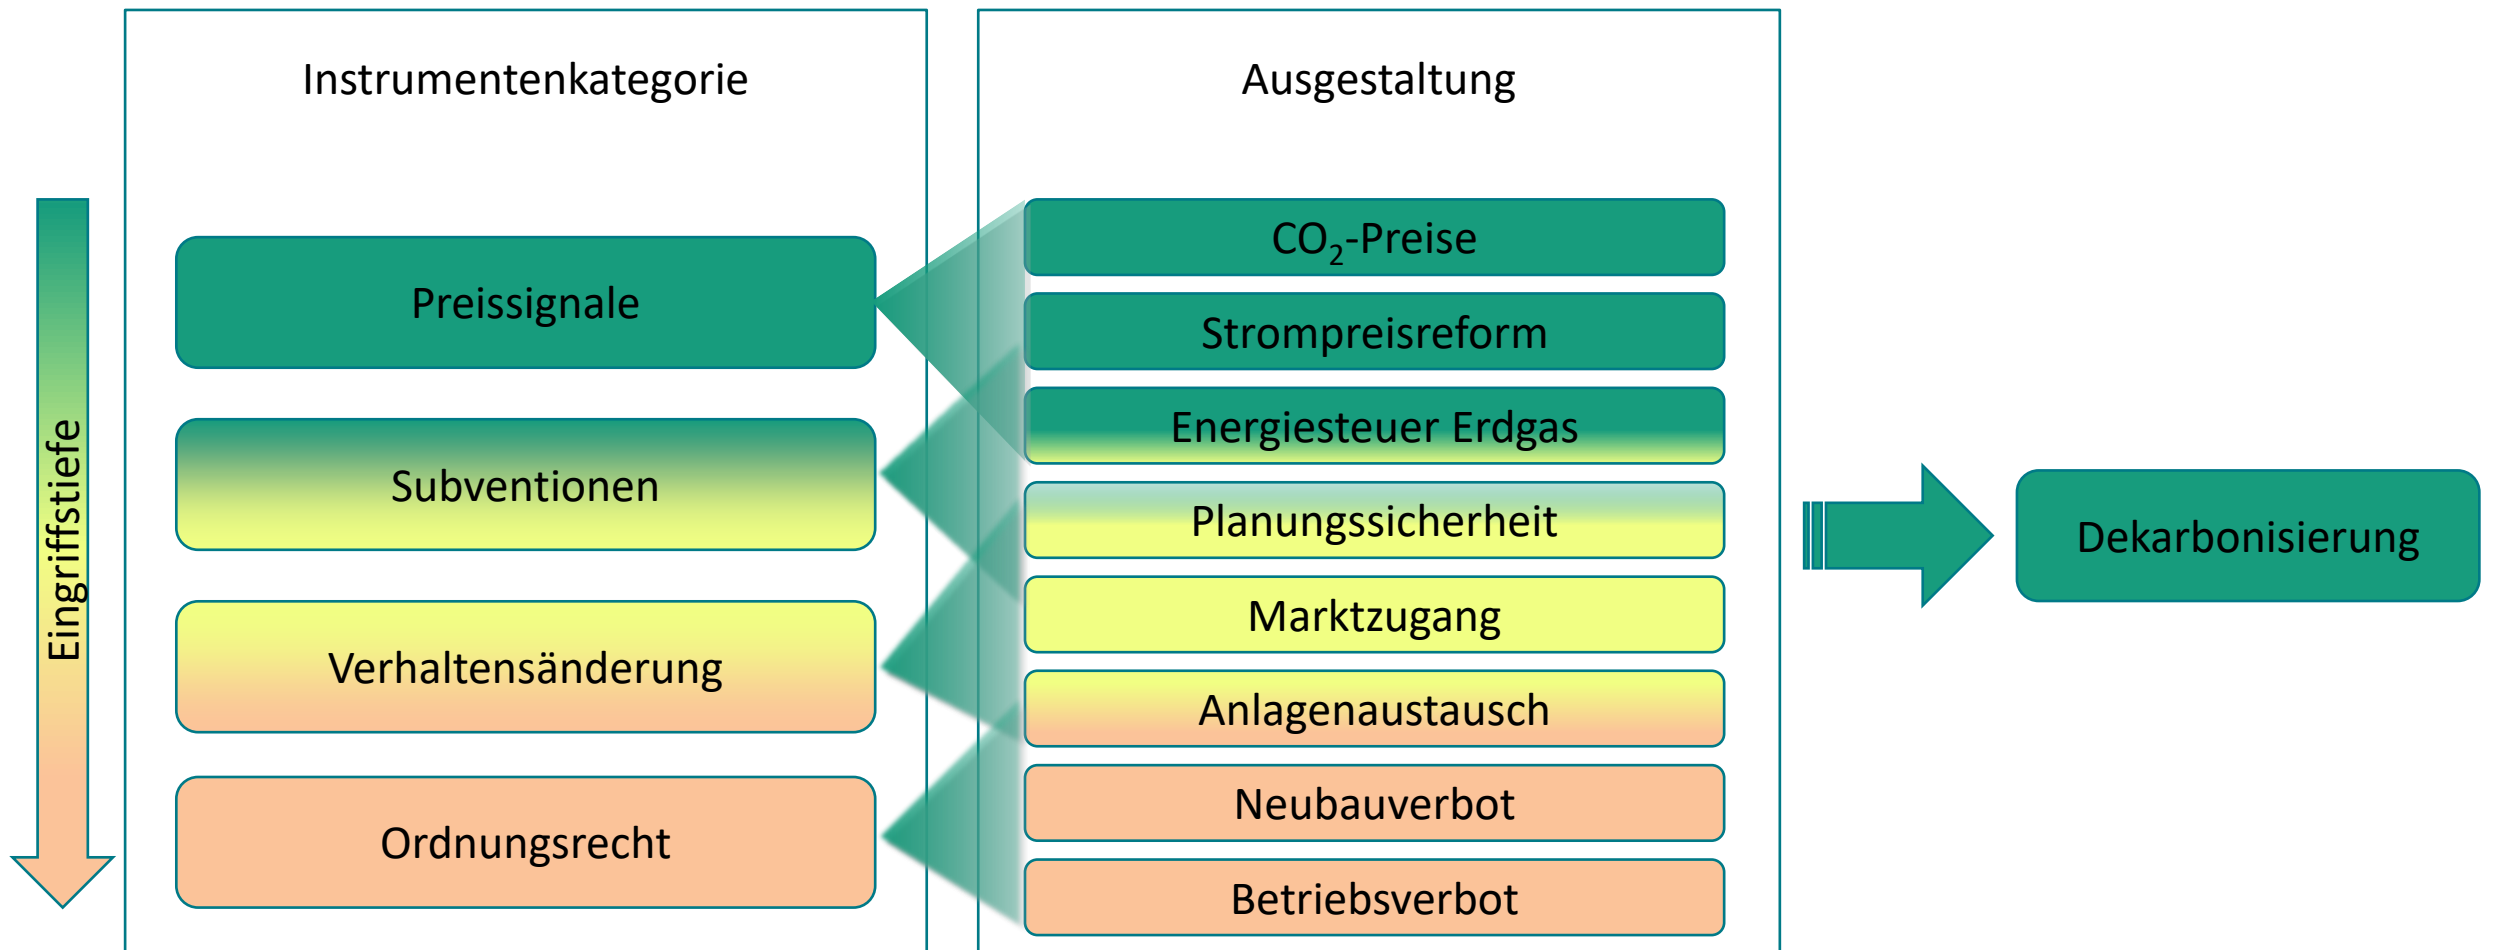 Instrumentenkategorie
Ausgestaltung
Eingriffstiefe
Preissignale
Subventionen
Verhaltensänderung
Ordnungsrecht
CO₂-Preise
Strompreisreform
Energiesteuer Erdgas
Planungssicherheit
Marktzugang
Anlagenaustausch
Neubauverbot
Betriebsverbot
Dekarbonisierung